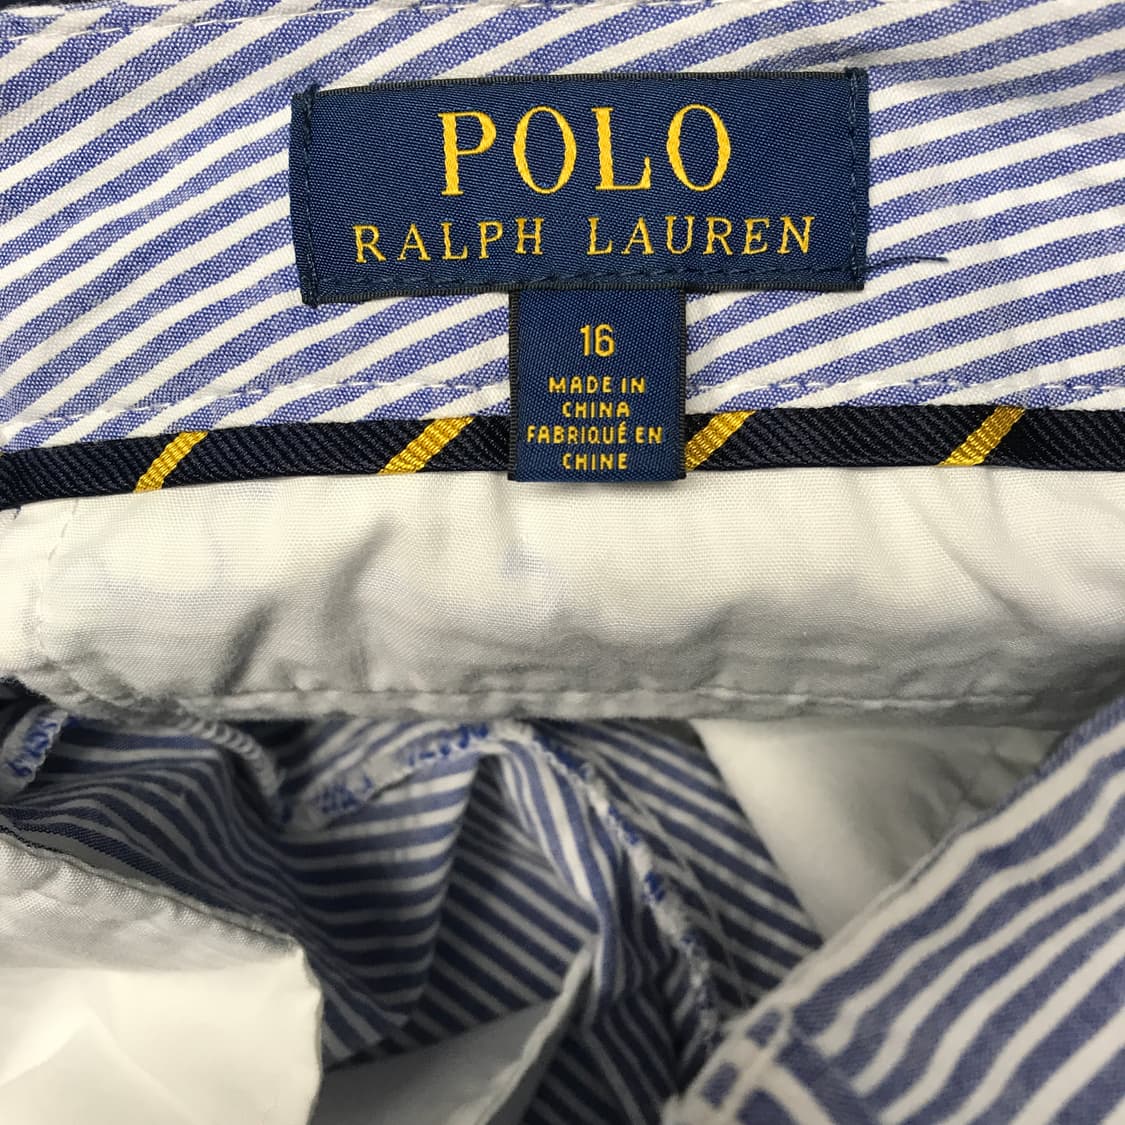 POLO
RALPH LAUREN
16
MADE IN
CHINA
FABRIQUÉ EN
CHINE